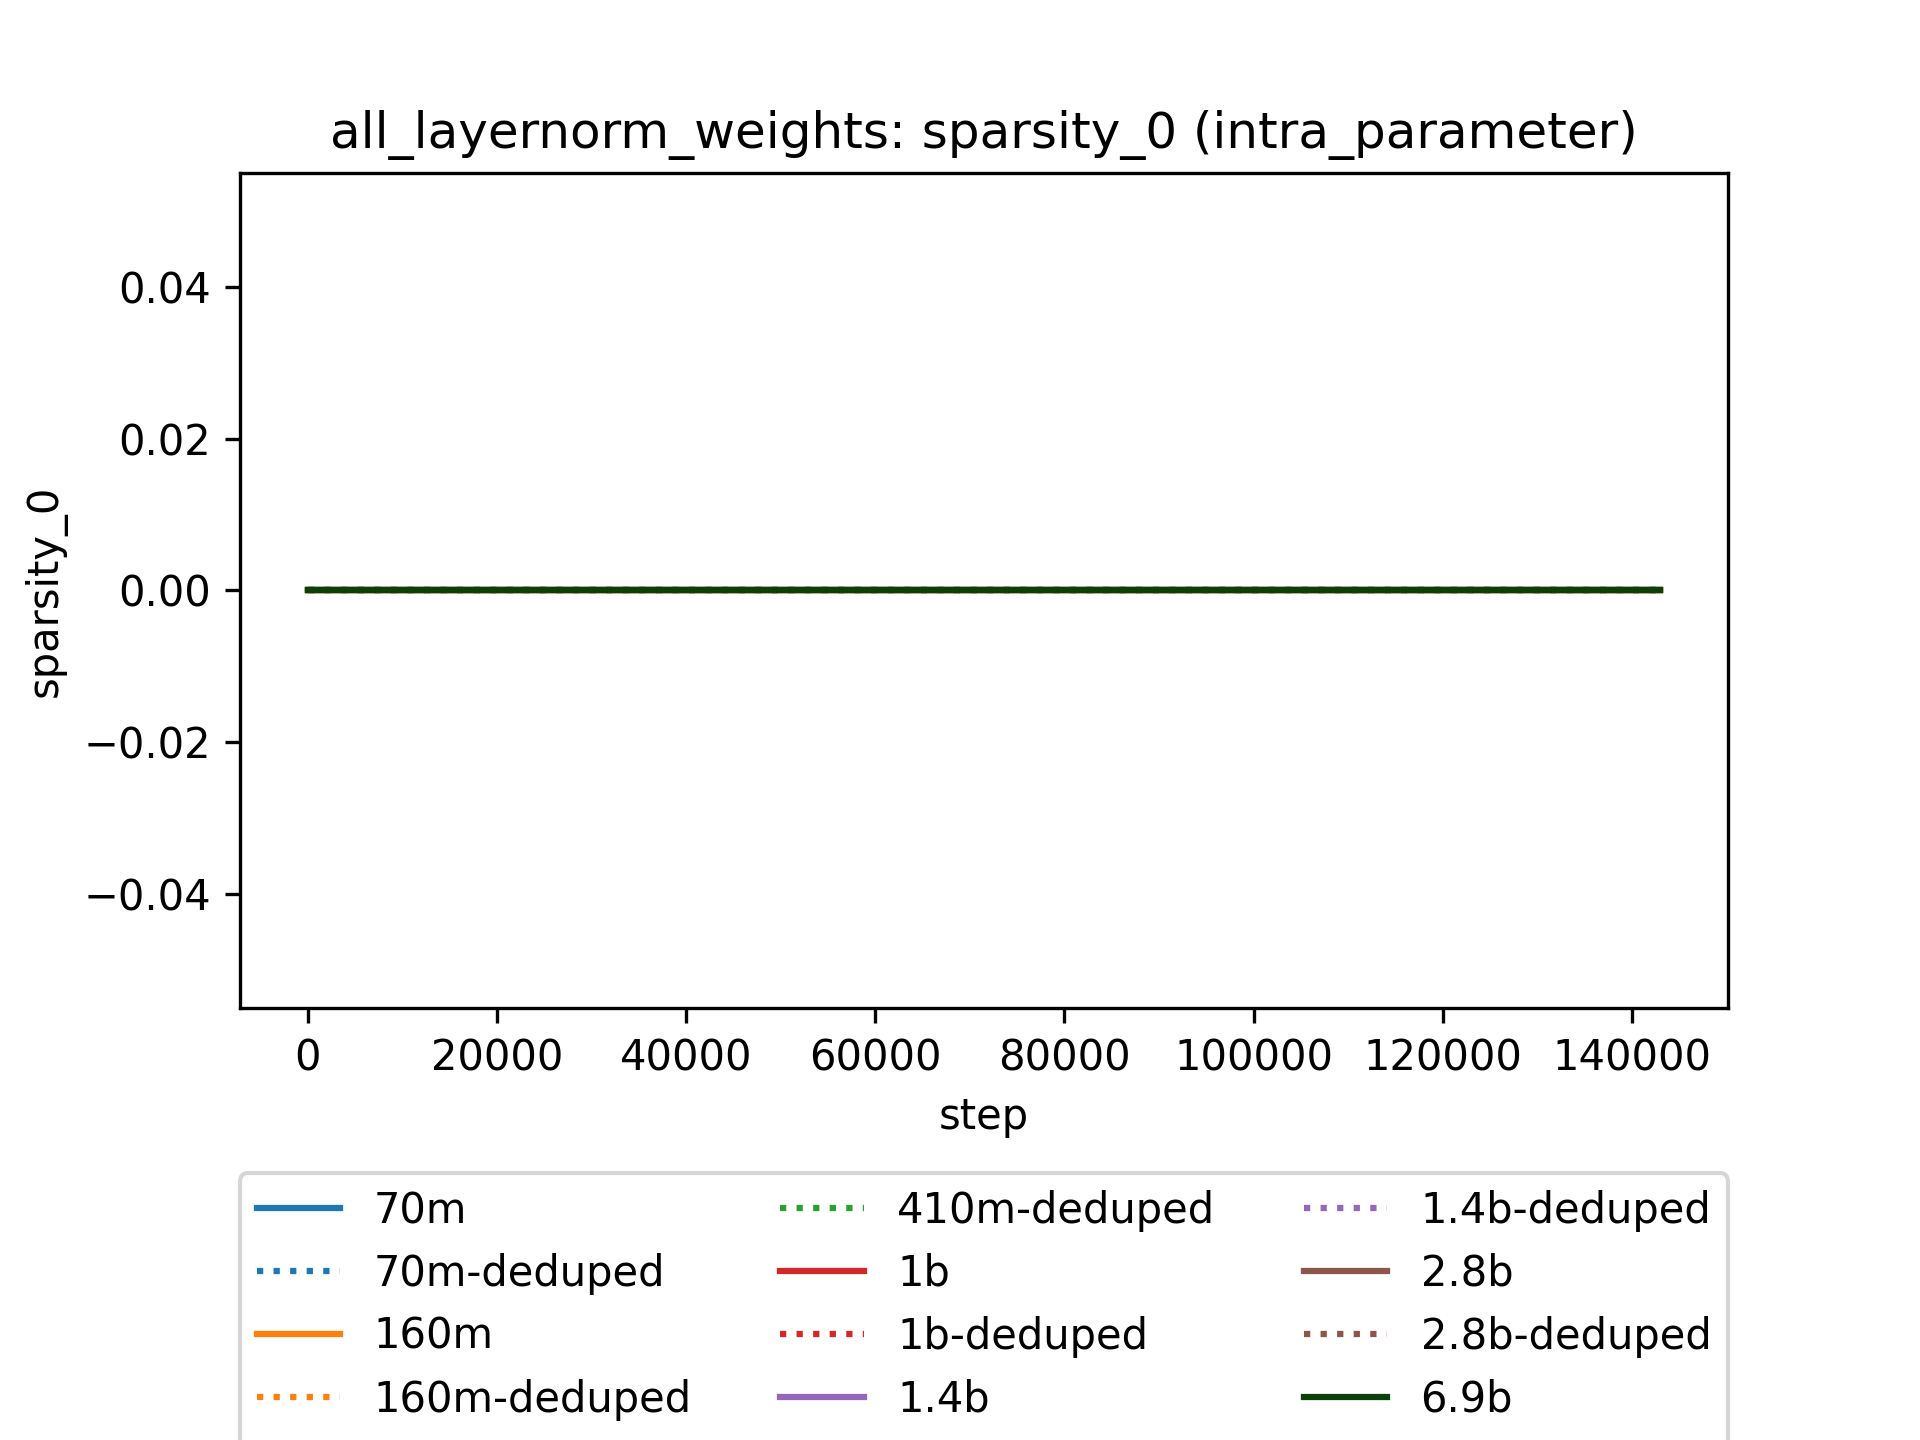 all_layernorm_weights: sparsity_0 (intra_parameter)
sparsity_0
0.04
0.02
0.00
−0.02
−0.04
0 20000 40000 60000 80000 100000 120000 140000
step
70m
70m-deduped
160m
160m-deduped
410m-deduped
1b
1b-deduped
1.4b
1.4b-deduped
2.8b
2.8b-deduped
6.9b